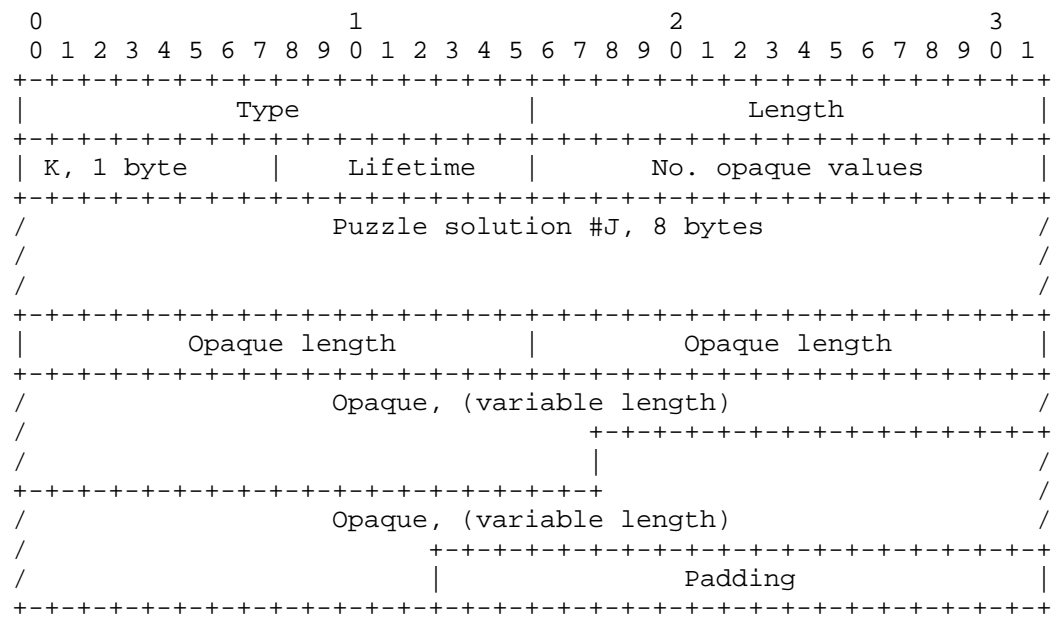 0                   1                   2                   3
 0 1 2 3 4 5 6 7 8 9 0 1 2 3 4 5 6 7 8 9 0 1 2 3 4 5 6 7 8 9 0 1
+-+-+-+-+-+-+-+-+-+-+-+-+-+-+-+-+-+-+-+-+-+-+-+-+-+-+-+-+-+-+-+-+
|             Type              |             Length            |
+-+-+-+-+-+-+-+-+-+-+-+-+-+-+-+-+-+-+-+-+-+-+-+-+-+-+-+-+-+-+-+-+
| K, 1 byte     |    Lifetime   |       No. opaque values       |
+-+-+-+-+-+-+-+-+-+-+-+-+-+-+-+-+-+-+-+-+-+-+-+-+-+-+-+-+-+-+-+-+
/                   Puzzle solution #J, 8 bytes                 /
/                                                               /
/                                                               /
+-+-+-+-+-+-+-+-+-+-+-+-+-+-+-+-+-+-+-+-+-+-+-+-+-+-+-+-+-+-+-+-+
|          Opaque length        |         Opaque length         |
+-+-+-+-+-+-+-+-+-+-+-+-+-+-+-+-+-+-+-+-+-+-+-+-+-+-+-+-+-+-+-+-+
/                   Opaque, (variable length)                   /
/                                   +-+-+-+-+-+-+-+-+-+-+-+-+-+-+
/                                   |                           /
+-+-+-+-+-+-+-+-+-+-+-+-+-+-+-+-+-+-+                           /
/                   Opaque, (variable length)                   /
/                         +-+-+-+-+-+-+-+-+-+-+-+-+-+-+-+-+-+-+-+
/                         |               Padding               |
+-+-+-+-+-+-+-+-+-+-+-+-+-+-+-+-+-+-+-+-+-+-+-+-+-+-+-+-+-+-+-+-+